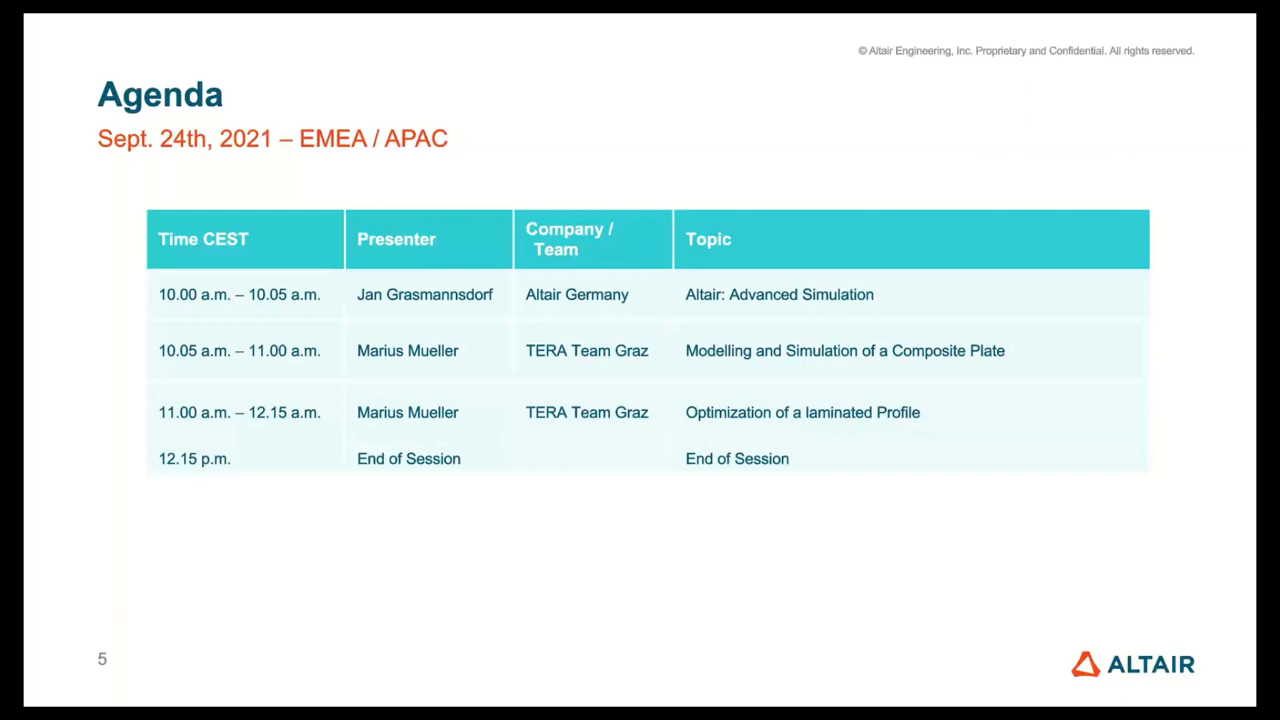 © Altair Engineering, Inc. Proprietary and Confidential. All rights reserved.
Agenda
Sept. 24th, 2021 – EMEA / APAC
Time CEST Presenter Company / Team Topic
10.00 a.m. – 10.05 a.m. Jan Grasmannsdorf Altair Germany Altair: Advanced Simulation
10.05 a.m. – 11.00 a.m. Marius Mueller TERA Team Graz Modelling and Simulation of a Composite Plate
11.00 a.m. – 12.15 a.m. Marius Mueller TERA Team Graz Optimization of a laminated Profile
12.15 p.m. End of Session End of Session
5
ALTAIR